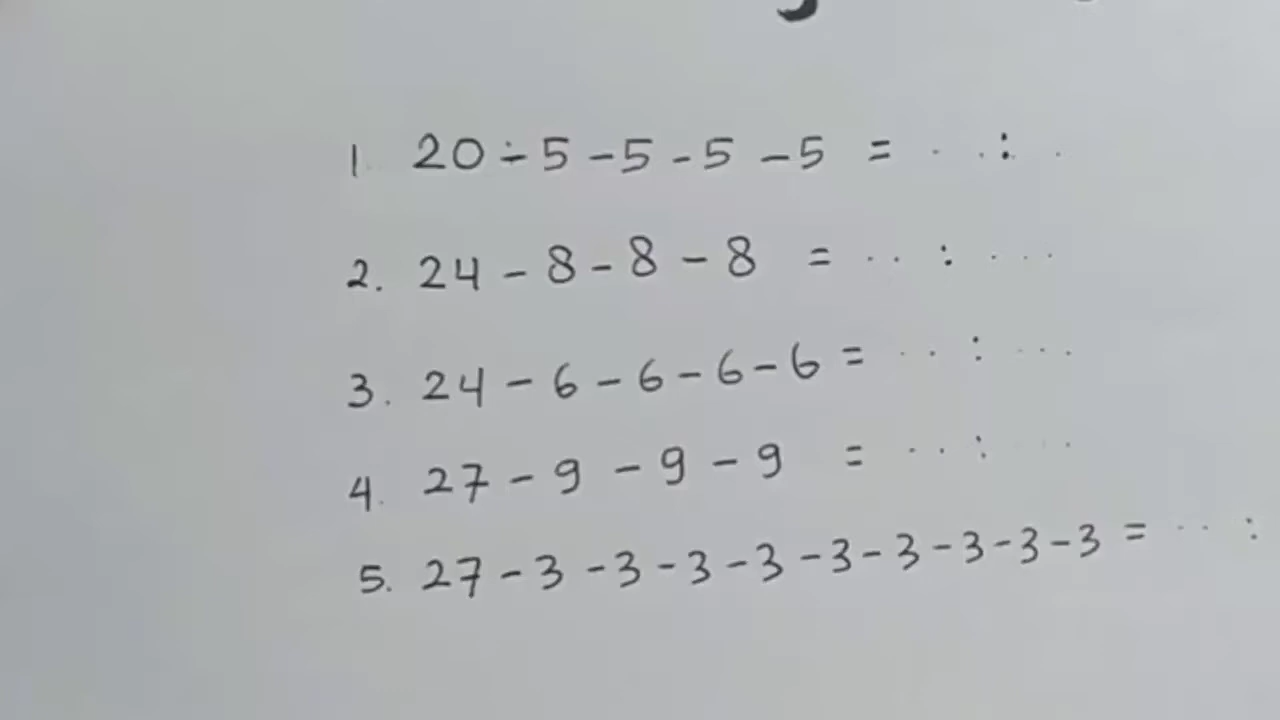 1. 20 ÷ 5 - 5 - 5 - 5 = . . : .
2. 24 - 8 - 8 - 8 = . . : . . .
3. 24 - 6 - 6 - 6 - 6 = . . : . . .
4. 27 - 9 - 9 - 9 = . . : . .
5. 27 - 3 - 3 - 3 - 3 - 3 - 3 - 3 - 3 - 3 = . . :